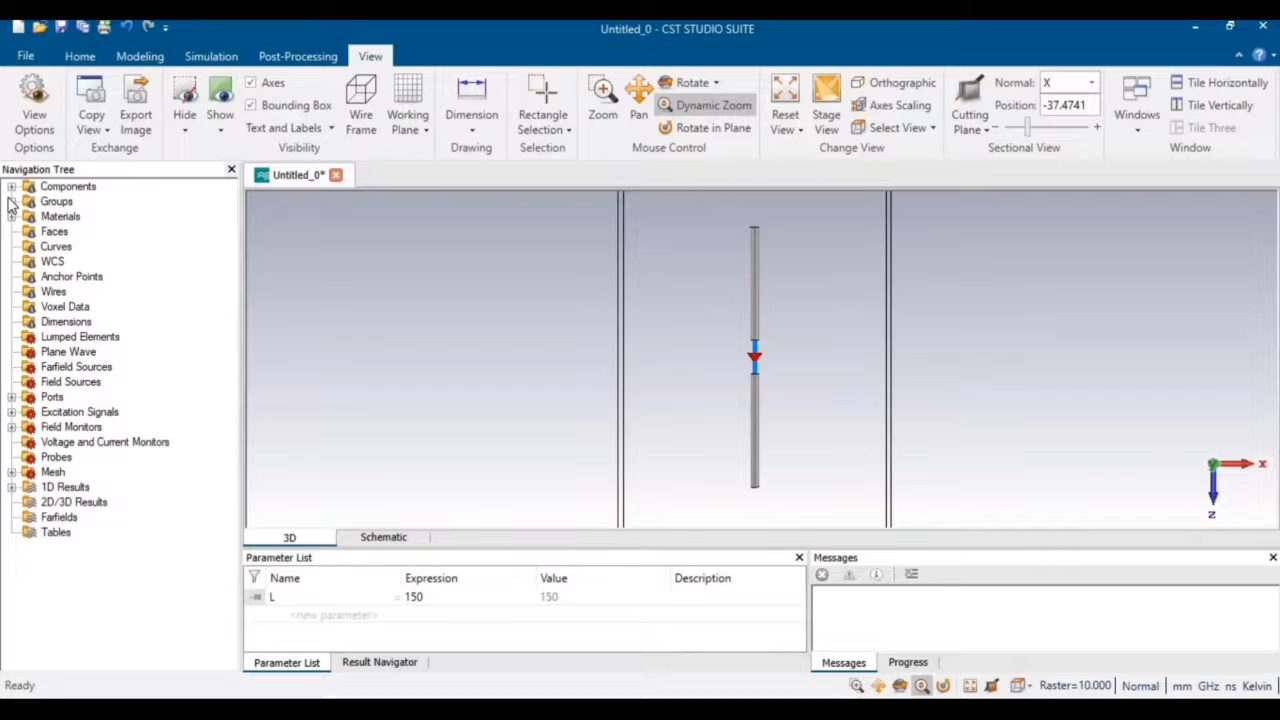 Untitled_0 - CST STUDIO SUITE
File Home Modeling Simulation Post-Processing View
View Options
Options
Copy View
Export Image
Exchange
Hide
Show
Axes
Bounding Box
Text and Labels
Visibility
Wire Frame
Working Plane
Dimension
Drawing
Rectangle Selection
Selection
Zoom
Pan
Rotate
Dynamic Zoom
Rotate in Plane
Mouse Control
Reset View
Stage View
Orthographic
Axes Scaling
Select View
Change View
Cutting Plane
Normal: X
Position: -37.4741
Sectional View
Windows
Tile Horizontally
Tile Vertically
Tile Three
Window
Navigation Tree
Components
Groups
Materials
Faces
Curves
WCS
Anchor Points
Wires
Voxel Data
Dimensions
Lumped Elements
Plane Wave
Farfield Sources
Field Sources
Ports
Excitation Signals
Field Monitors
Voltage and Current Monitors
Probes
Mesh
1D Results
2D/3D Results
Farfields
Tables
Untitled_0*
x
y
z
3D Schematic
Parameter List
Name Expression Value Description
L = 150 150
<new parameter>
Parameter List Result Navigator
Messages
Messages Progress
Ready
Raster=10.000 Normal mm GHz ns Kelvin